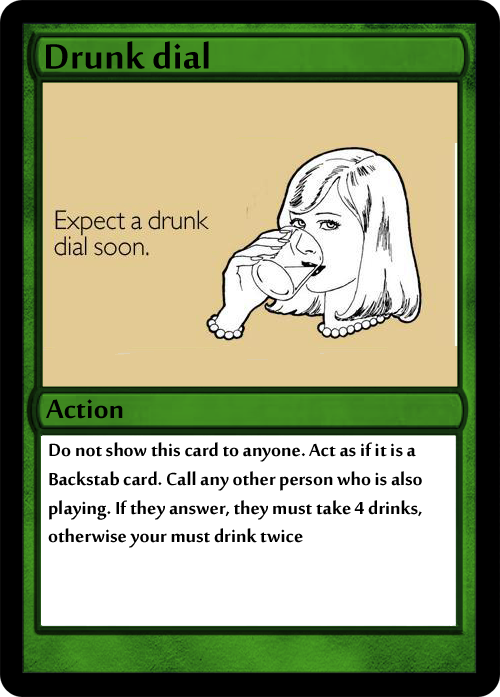 Drunk dial
Expect a drunk
dial soon.
Action
Do not show this card to anyone. Act as if it is a
Backstab card. Call any other person who is also
playing. If they answer, they must take 4 drinks,
otherwise your must drink twice